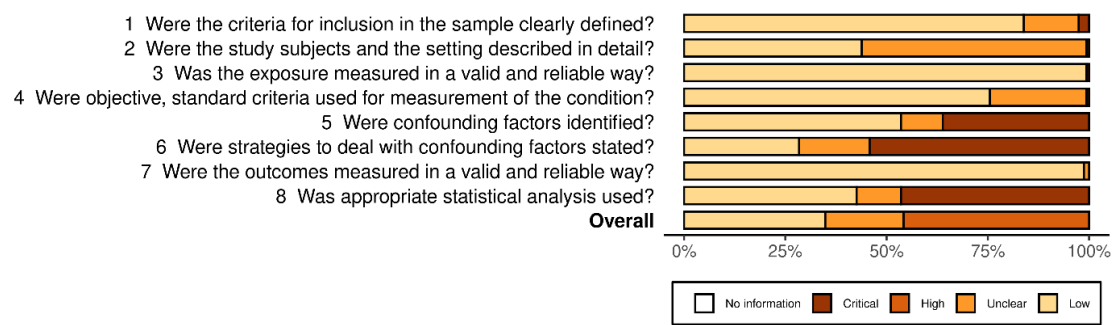 1 Were the criteria for inclusion in the sample clearly defined?
2 Were the study subjects and the setting described in detail?
3 Was the exposure measured in a valid and reliable way?
4 Were objective, standard criteria used for measurement of the condition?
5 Were confounding factors identified?
6 Were strategies to deal with confounding factors stated?
7 Were the outcomes measured in a valid and reliable way?
8 Was appropriate statistical analysis used?
Overall
0% 25% 50% 75% 100%
No information Critical High Unclear Low